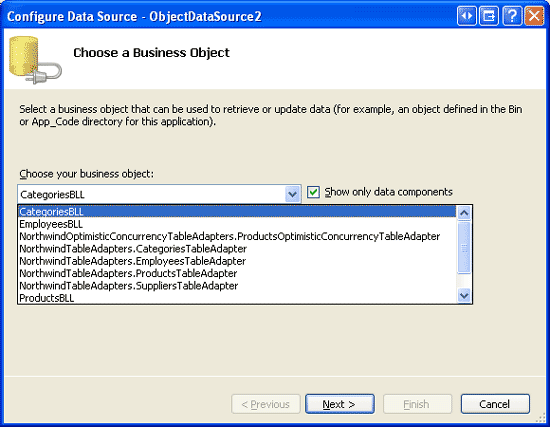 Configure Data Source - ObjectDataSource2
Choose a Business Object
Select a business object that can be used to retrieve or update data (for example, an object defined in the Bin
or App_Code directory for this application).
Choose your business object:
CategoriesBLL
Show only data components
CategoriesBLL
EmployeesBLL
NorthwindOptimisticConcurrencyTableAdapters.ProductsOptimisticConcurrencyTableAdapter
NorthwindTableAdapters.CategoriesTableAdapter
NorthwindTableAdapters.EmployeesTableAdapter
NorthwindTableAdapters.ProductsTableAdapter
NorthwindTableAdapters.SuppliersTableAdapter
ProductsBLL
< Previous
Next >
Finish
Cancel